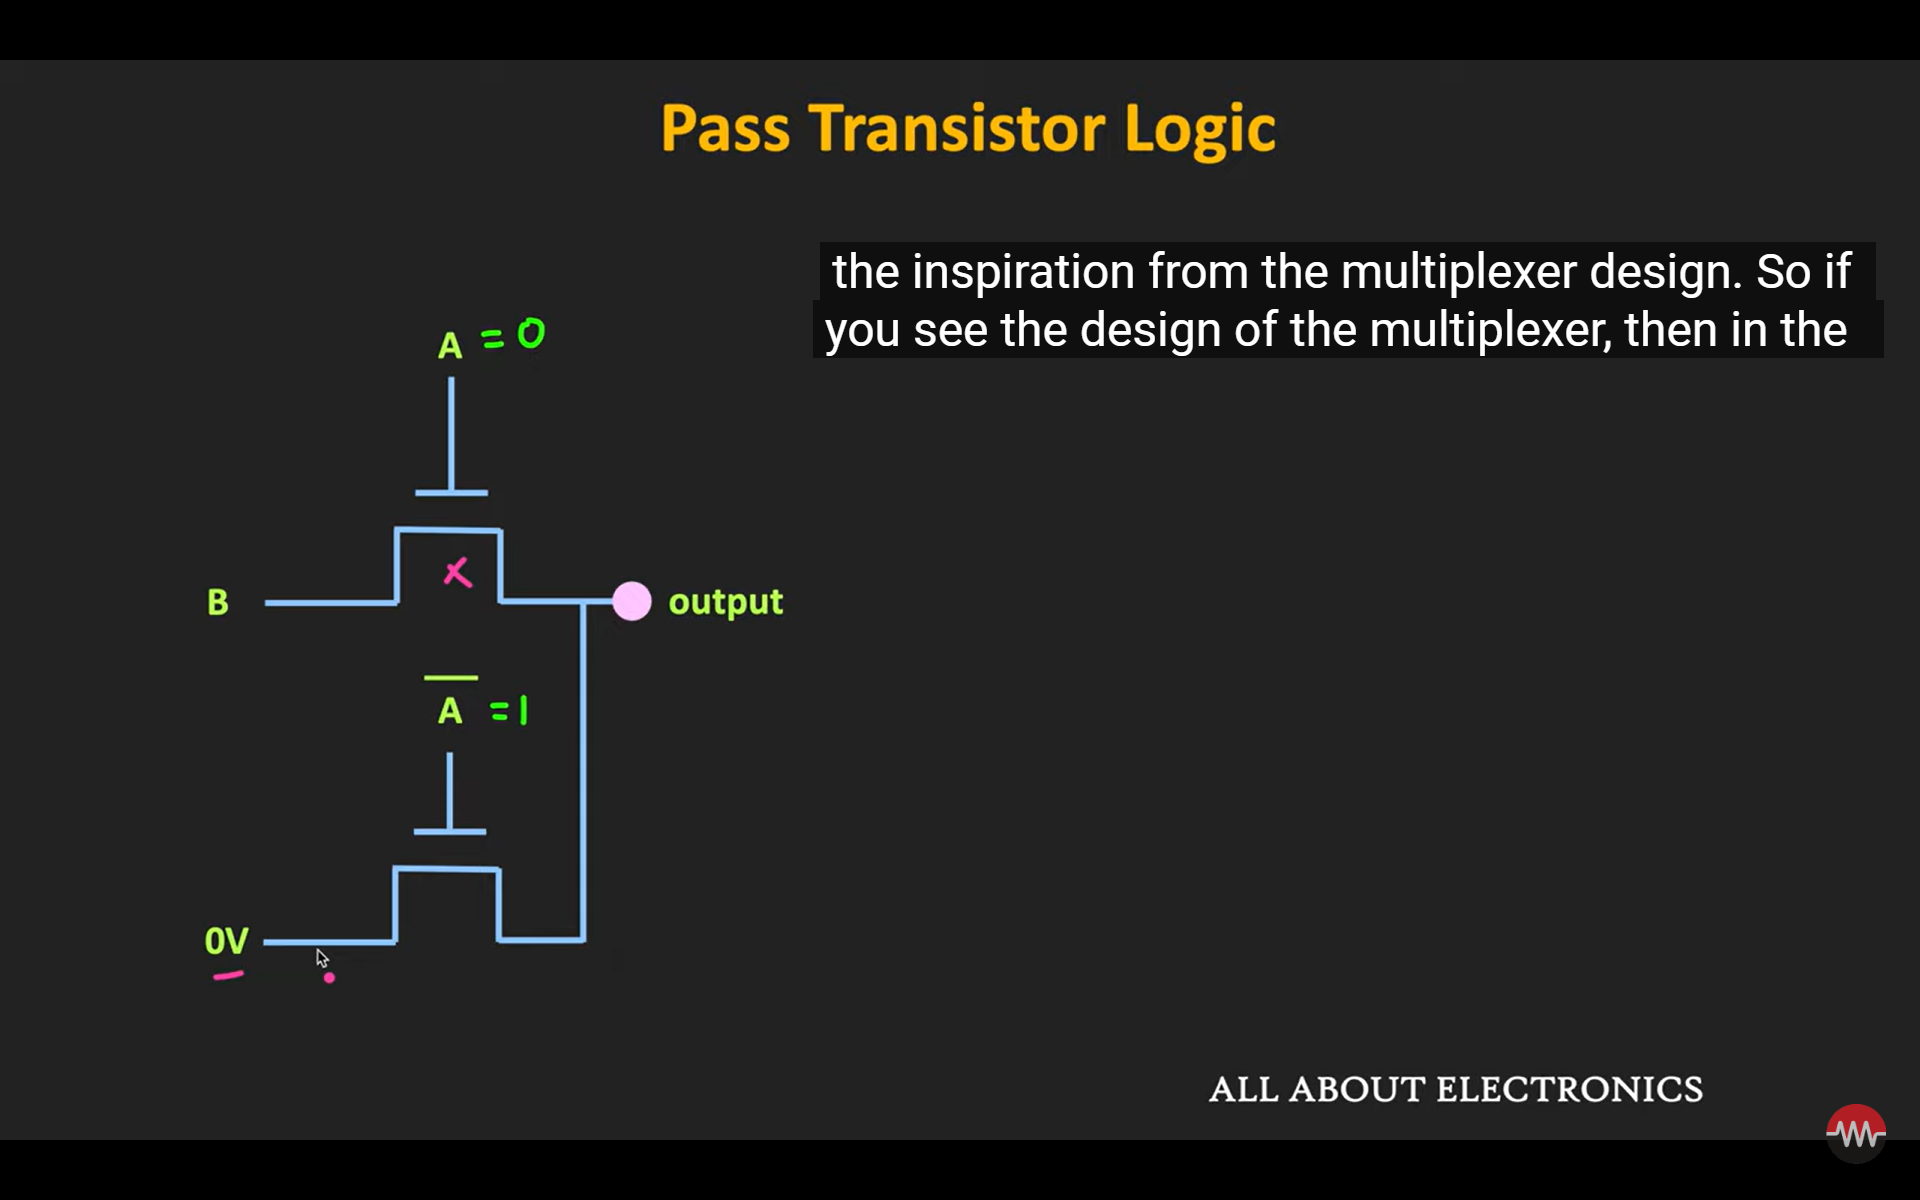 Pass Transistor Logic
the inspiration from the multiplexer design. So if
you see the design of the multiplexer, then in the
A = 0
B
output
A̅ = 1
0V
ALL ABOUT ELECTRONICS